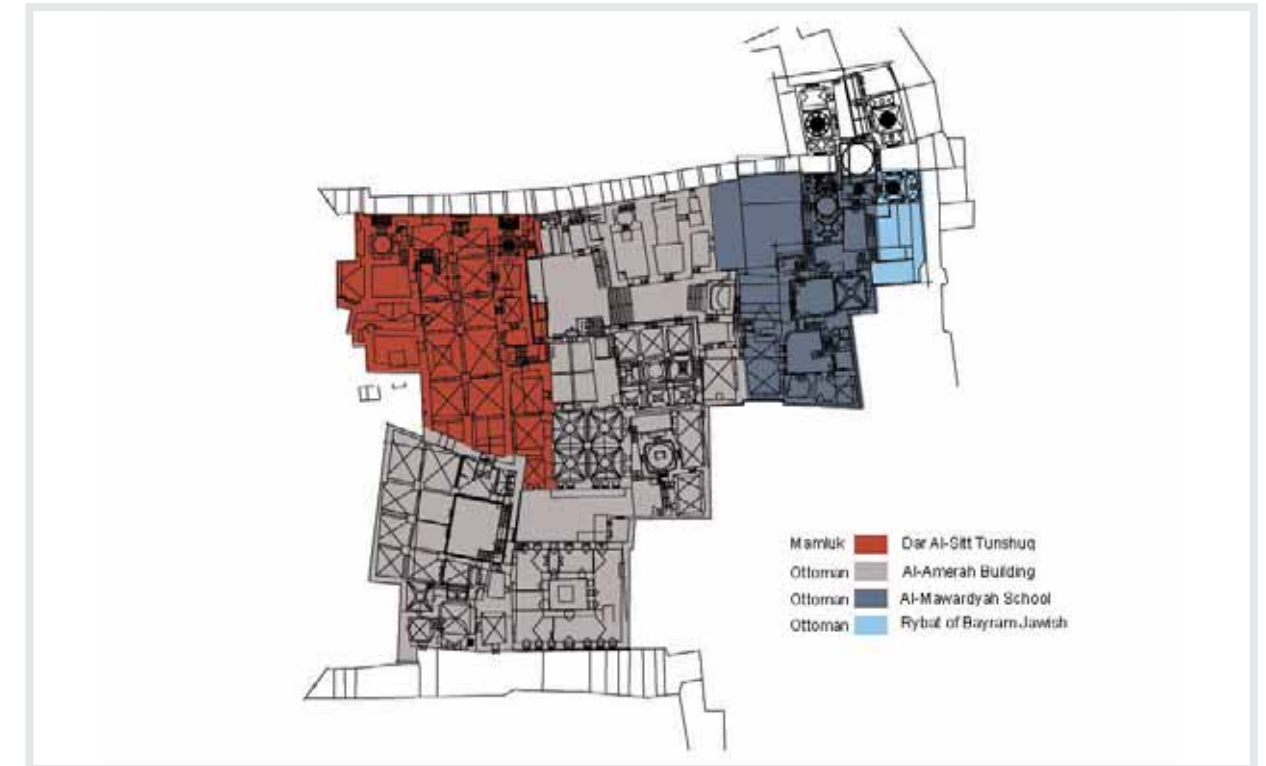 Mamluk Dar Al-Sitt Tunshuq
Ottoman Al-Amerah Building
Ottoman Al-Mawardyah School
Ottoman Rybat of Bayram Jawish